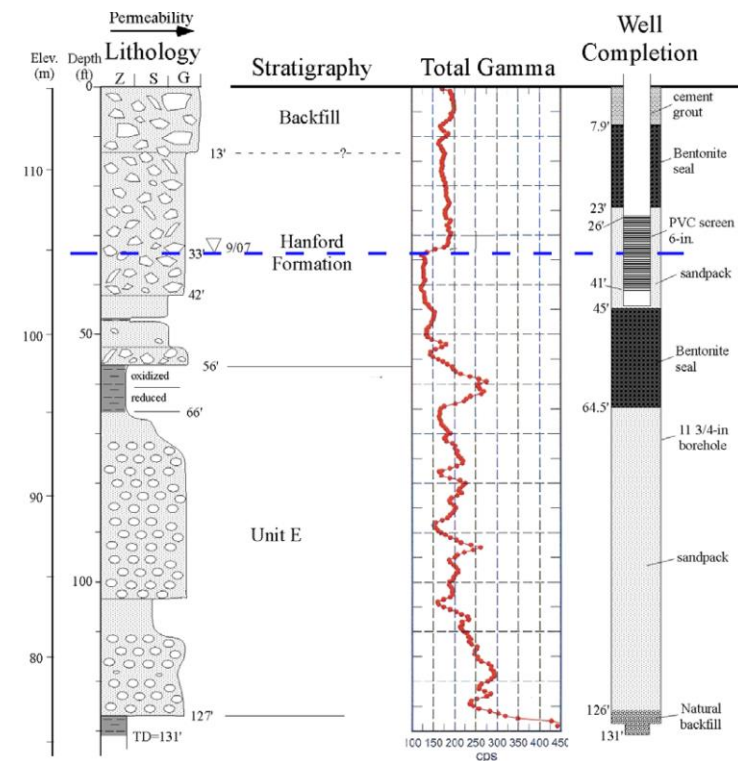 Permeability
Elev.
(m)
Depth
(ft)
Lithology
Z S G
Stratigraphy
Total Gamma
Well
Completion
0
Backfill
cement
grout
7.9'
13'
?
110
Bentonite
seal
23'
26'
PVC screen
6-in.
33'
9/07
Hanford
Formation
sandpack
41'
42'
45'
50
100
56'
Bentonite
seal
oxidized
reduced
64.5'
66'
11 3/4-in
borehole
90
Unit E
sandpack
100
80
126'
127'
Natural
backfill
TD=131'
131'
100 150 200 250 300 350 400 450
cps